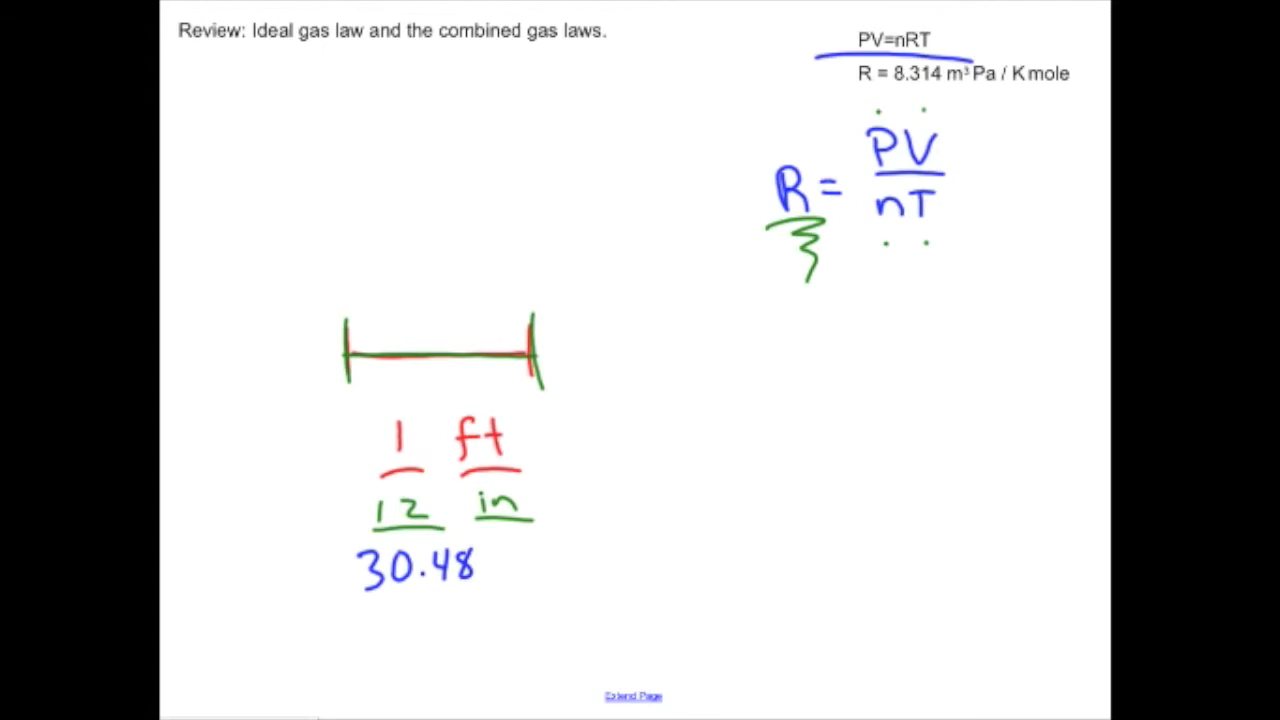 Review: Ideal gas law and the combined gas laws.
PV=nRT
R = 8.314 m³ Pa / K mole
R = PV
nT
1 ft
12 in
30.48
Extend Page